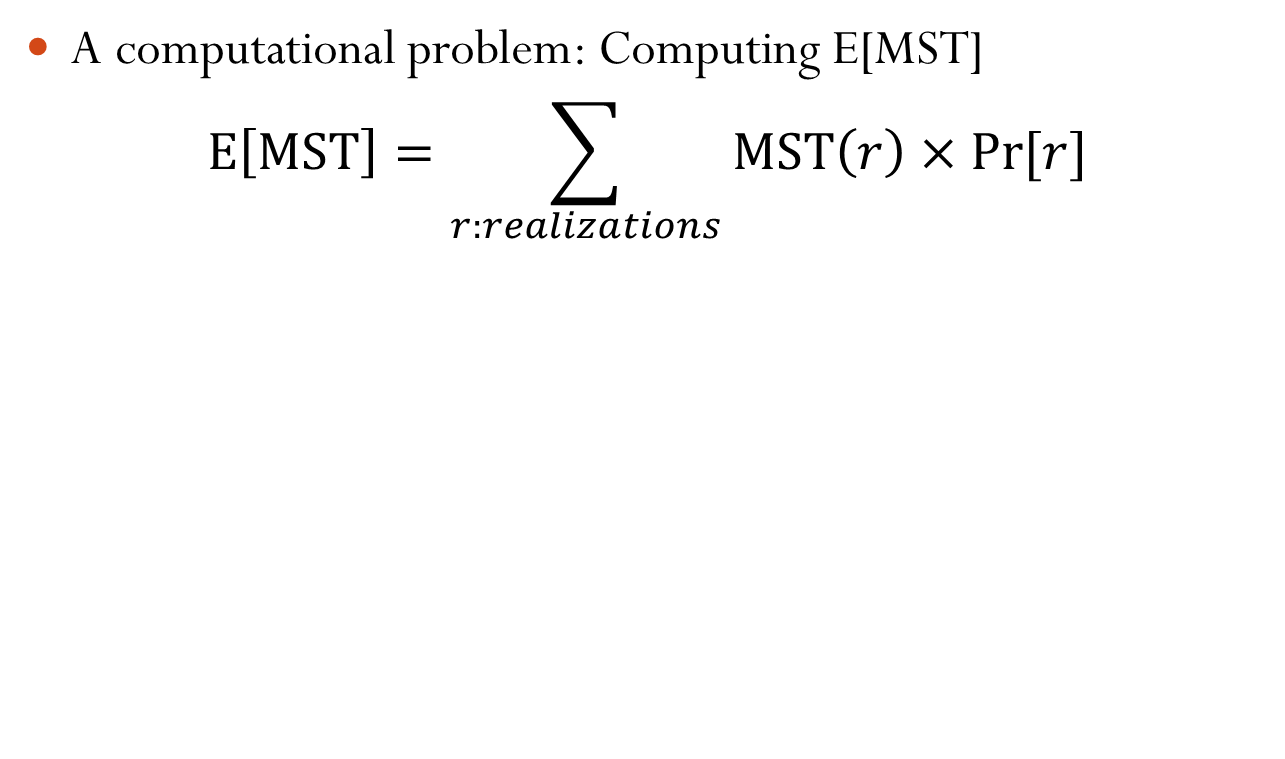 • A computational problem: Computing E[MST]
E[MST] = ∑ MST(r) × Pr[r]
r:realizations